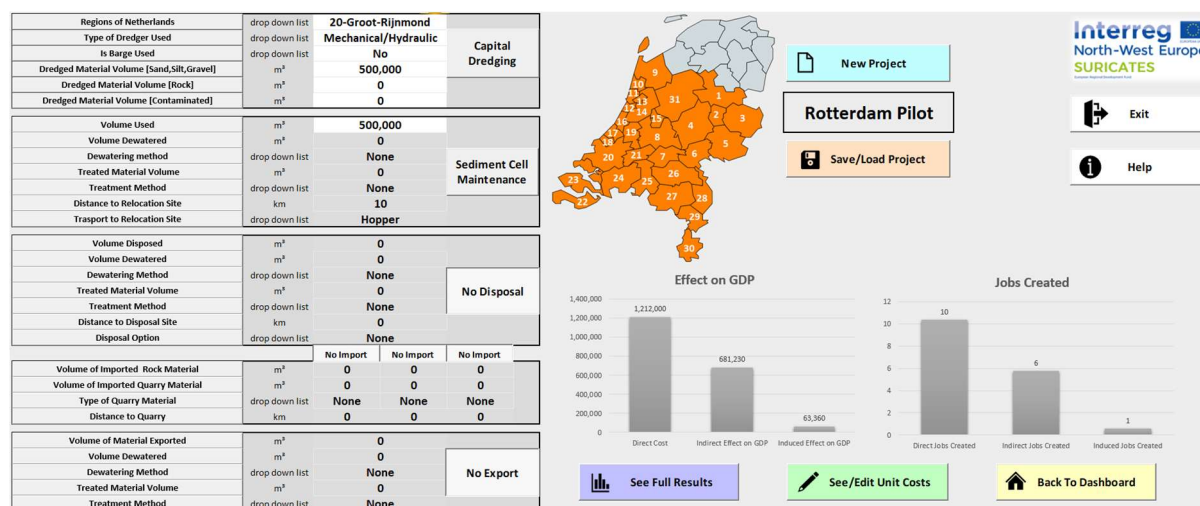 Regions of Netherlands drop down list 20-Groot-Rijnmond
Type of Dredger Used drop down list Mechanical/Hydraulic
Is Barge Used drop down list No
Dredged Material Volume [Sand,Silt,Gravel] m³ 500,000
Dredged Material Volume [Rock] m³ 0
Dredged Material Volume [Contaminated] m³ 0
Capital
Dredging
Volume Used m³ 500,000
Volume Dewatered m³ 0
Dewatering method drop down list None
Treated Material Volume m³ 0
Treatment Method drop down list None
Distance to Relocation Site km 10
Trasport to Relocation Site drop down list Hopper
Sediment Cell
Maintenance
Volume Disposed m³ 0
Volume Dewatered m³ 0
Dewatering Method drop down list None
Treated Material Volume m³ 0
Treatment Method drop down list None
Distance to Disposal Site km 0
Disposal Option drop down list None
No Disposal
No Import No Import No Import
Volume of Imported Rock Material m³ 0 0 0
Volume of Imported Quarry Material m³ 0 0 0
Type of Quarry Material drop down list None None None
Distance to Quarry km 0 0 0
Volume of Material Exported m³ 0
Volume Dewatered m³ 0
Dewatering Method drop down list None
Treated Material Volume m³ 0
Treatment Method drop down list None
No Export
9
10
11
31
1
12
13
14
2
3
16
15
4
17
19
8
5
18
20
21
7
6
23
24
25
26
22
27
28
29
30
New Project
Rotterdam Pilot
Save/Load Project
Interreg
North-West Europe
SURICATES
Exit
Help
Effect on GDP
1,400,000
1,200,000
1,000,000
800,000
600,000
400,000
200,000
0
1,212,000
681,230
63,360
Direct Cost Indirect Effect on GDP Induced Effect on GDP
Jobs Created
12
10
8
6
4
2
0
10
6
1
Direct Jobs Created Indirect Jobs Created Induced Jobs Created
See Full Results
See/Edit Unit Costs
Back To Dashboard